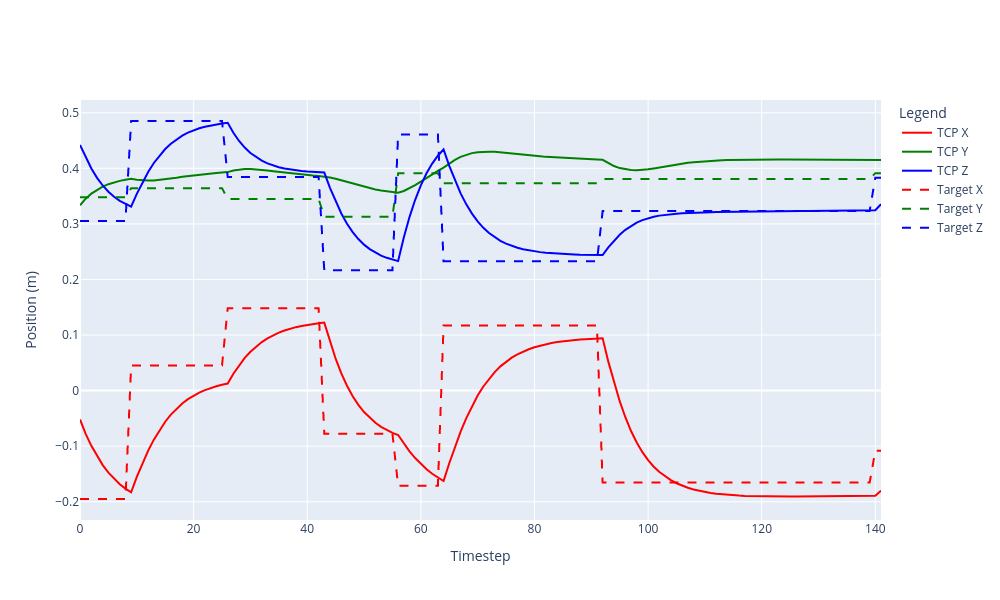 Legend
TCP X
TCP Y
TCP Z
Target X
Target Y
Target Z
Position (m)
0.5
0.4
0.3
0.2
0.1
0
−0.1
−0.2
0 20 40 60 80 100 120 140
Timestep